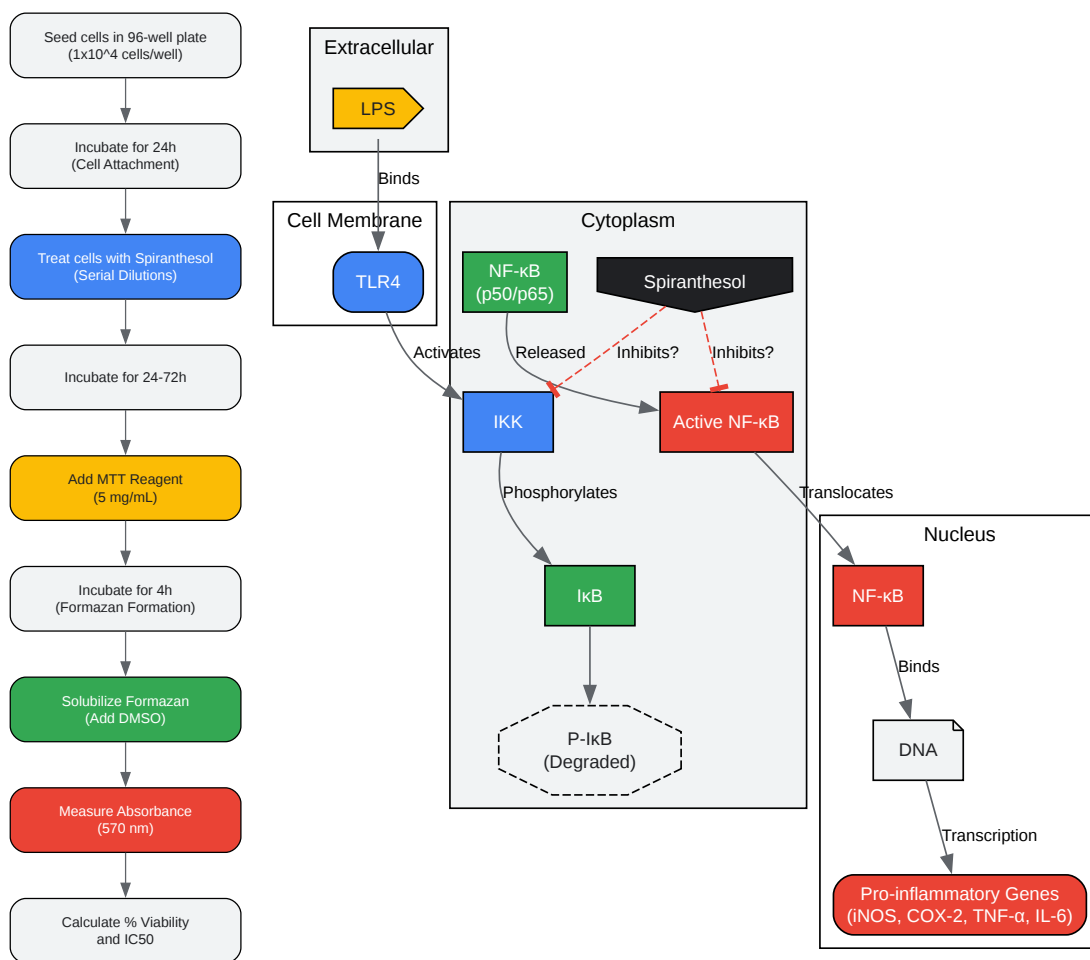 Seed cells in 96-well plate
(1x10^4 cells/well)
Incubate for 24h
(Cell Attachment)
Treat cells with Spiranthesol
(Serial Dilutions)
Incubate for 24-72h
Add MTT Reagent
(5 mg/mL)
Incubate for 4h
(Formazan Formation)
Solubilize Formazan
(Add DMSO)
Measure Absorbance
(570 nm)
Calculate % Viability
and IC50
Extracellular
LPS
Binds
Cell Membrane
TLR4
Activates
Cytoplasm
NF-κB
(p50/p65)
Spiranthesol
Released
Inhibits?
Inhibits?
IKK
Active NF-κB
Phosphorylates
Translocates
IκB
P-IκB
(Degraded)
Nucleus
NF-κB
Binds
DNA
Transcription
Pro-inflammatory Genes
(iNOS, COX-2, TNF-α, IL-6)